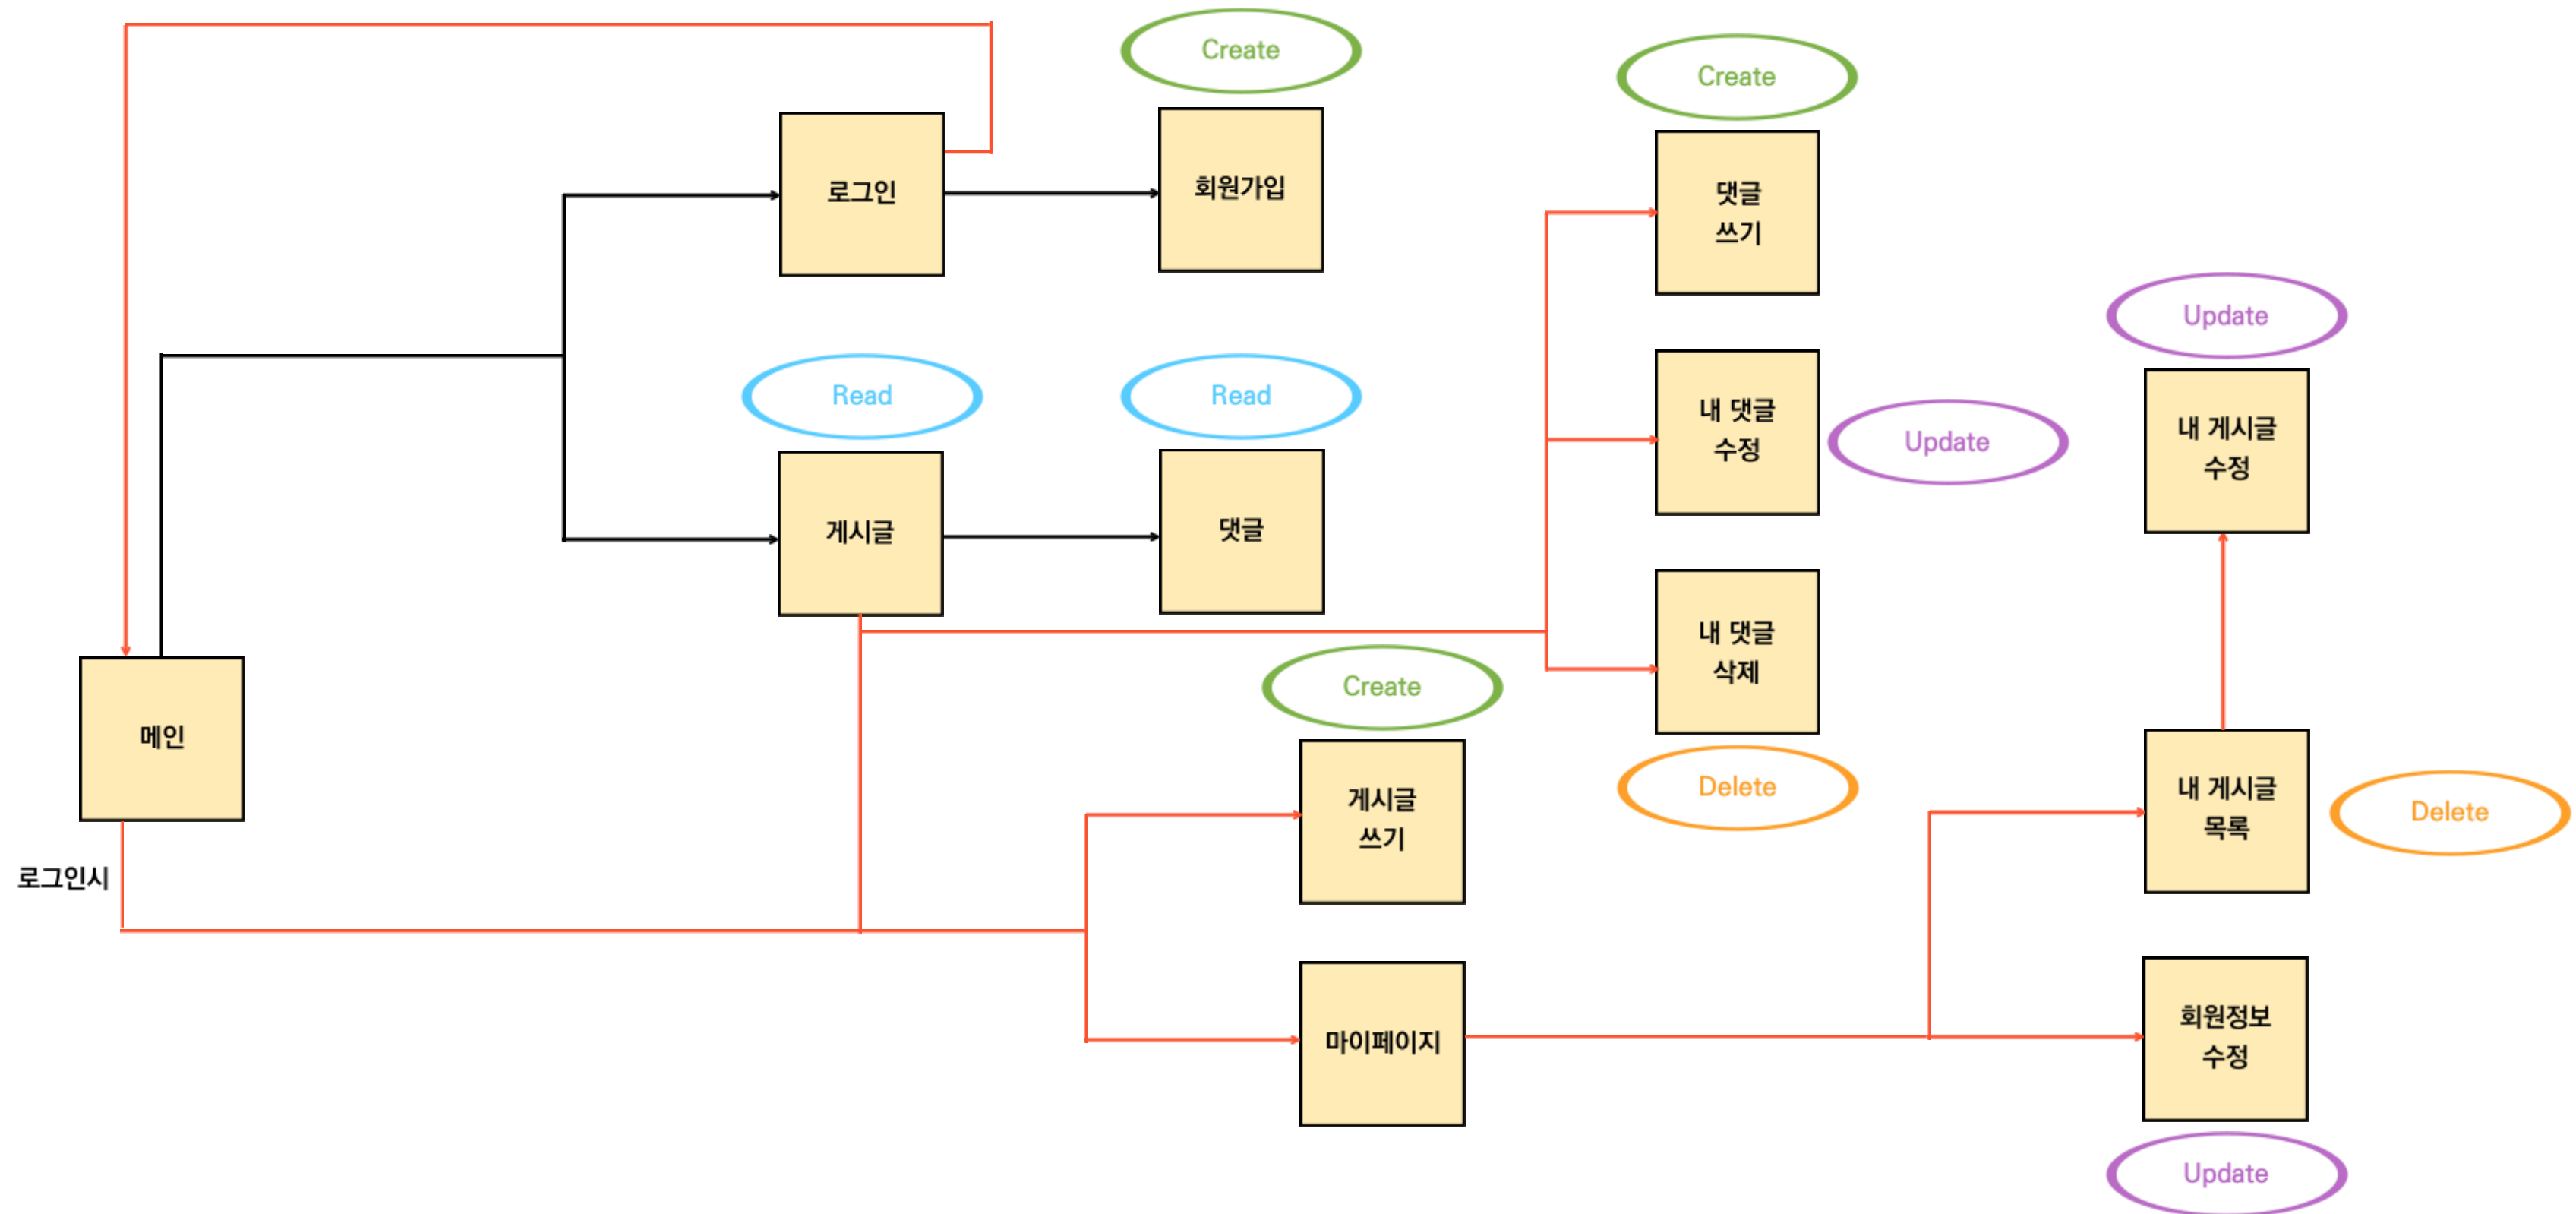 Create
Create
로그인
회원가입
댓글
쓰기
Update
Read
Read
내 댓글
수정
Update
내 게시글
수정
게시글
댓글
내 댓글
삭제
Create
메인
Delete
게시글
쓰기
내 게시글
목록
Delete
로그인시
마이페이지
회원정보
수정
Update